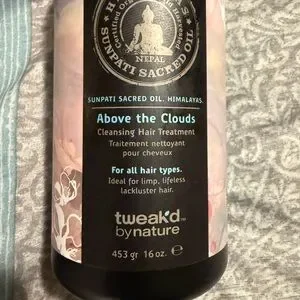 SUNPATI SACRED OIL
NEPAL
SUNPATI SACRED OIL. HIMALAYAS.
Above the Clouds
Cleansing Hair Treatment
Traitement nettoyant
pour cheveux
For all hair types.
Ideal for limp, lifeless
lackluster hair.
tweak'd™
by nature
453 gr 16 oz. ℮